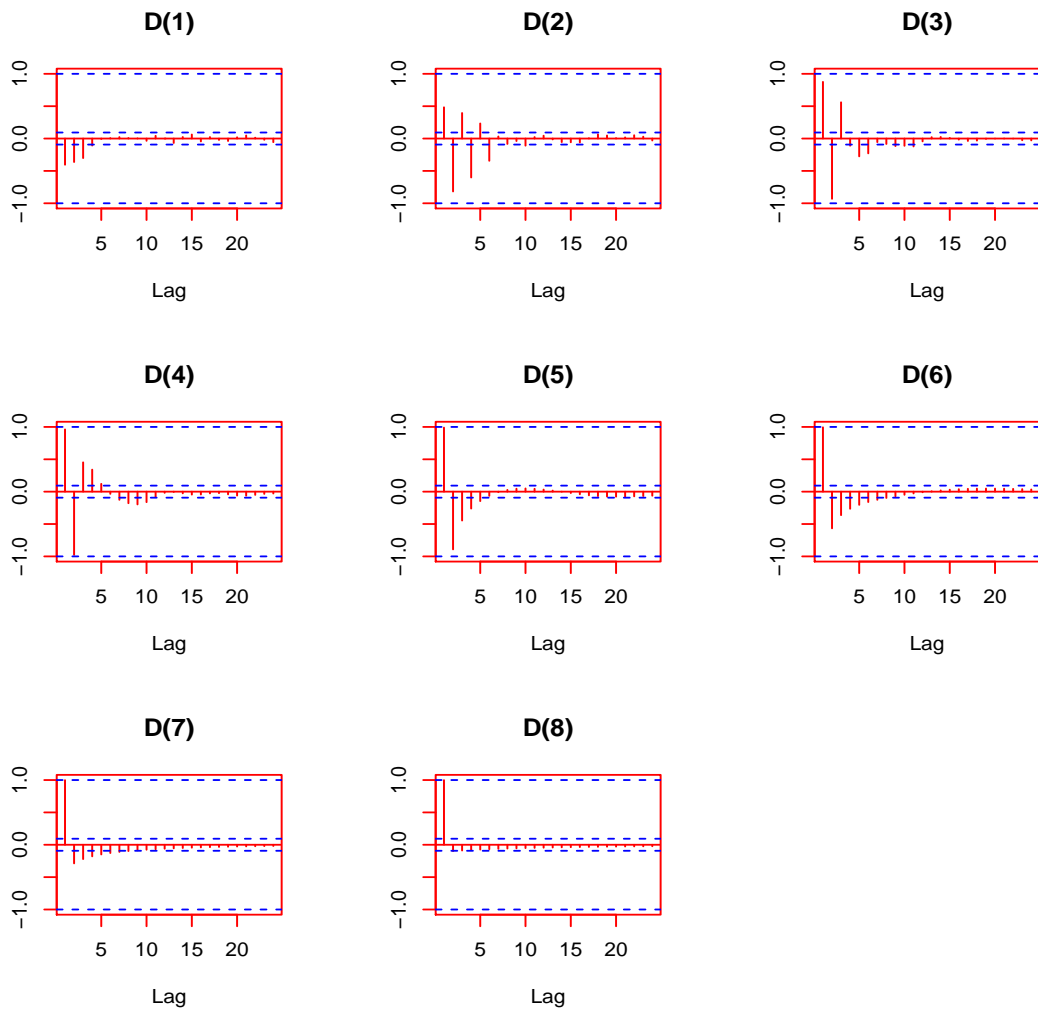 D(1) D(2) D(3)
1.0 1.0 1.0
0.0 0.0 0.0
−1.0 −1.0 −1.0
5 10 15 20 5 10 15 20 5 10 15 20
Lag Lag Lag
D(4) D(5) D(6)
1.0 1.0 1.0
0.0 0.0 0.0
−1.0 −1.0 −1.0
5 10 15 20 5 10 15 20 5 10 15 20
Lag Lag Lag
D(7) D(8)
1.0 1.0
0.0 0.0
−1.0 −1.0
5 10 15 20 5 10 15 20
Lag Lag